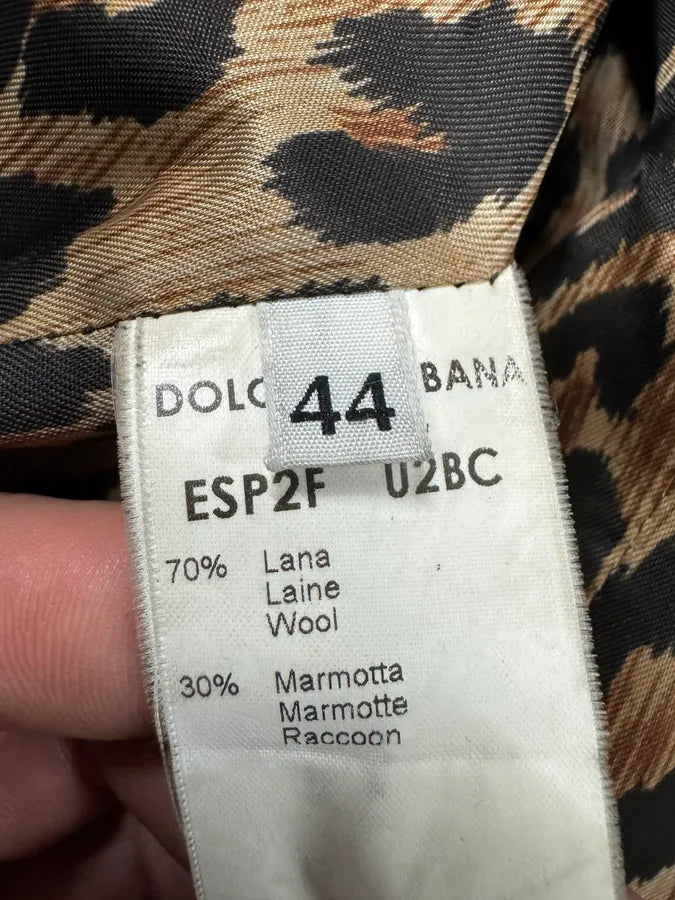 DOLC
44
BANA
ESP2F U2BC
70% Lana
Laine
Wool
30% Marmotta
Marmotte
Raccoon